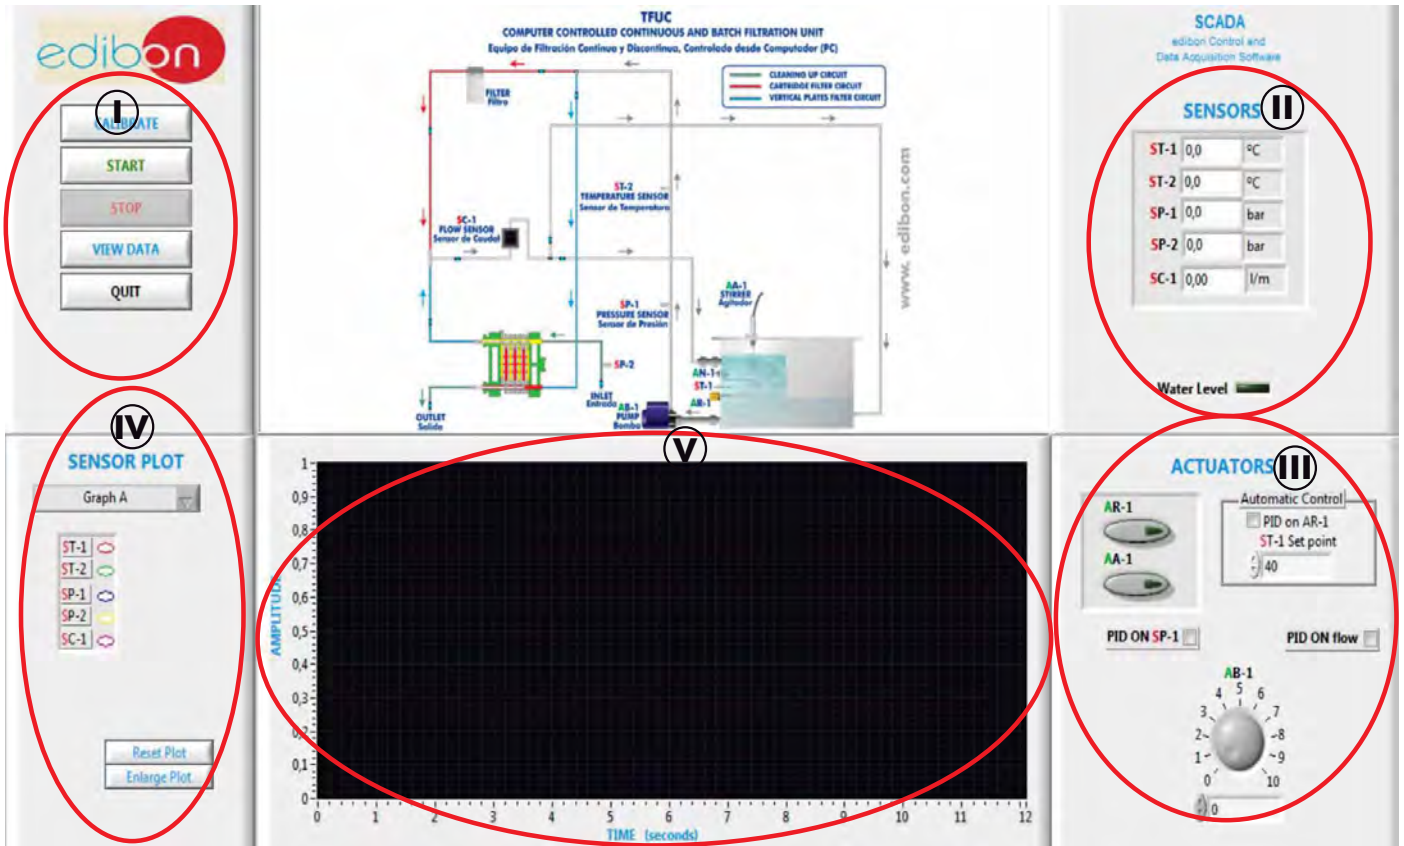 edibon
I
CALIBRATE
START
STOP
VIEW DATA
QUIT
TFUC
COMPUTER CONTROLLED CONTINUOUS AND BATCH FILTRATION UNIT
Equipo de Filtración Continua y Discontinua, Controlado desde Computador (PC)
CLEANING UP CIRCUIT
CARTRIDGE FILTER CIRCUIT
VERTICAL PLATES FILTER CIRCUIT
FILTER
Filtro
ST-2
TEMPERATURE SENSOR
Sensor de Temperatura
SC-1
FLOW SENSOR
Sensor de Caudal
SP-1
PRESSURE SENSOR
Sensor de Presión
AA-1
STIRRER
Agitador
SP-2
AN-1
ST-1
AR-1
INLET
Entrada
OUTLET
Salida
AB-1
PUMP
Bomba
www. edibon.com
SCADA
edibon Control and
Data Acquisition Software
SENSORS II
ST-1 0,0 ºC
ST-2 0,0 ºC
SP-1 0,0 bar
SP-2 0,0 bar
SC-1 0,00 l/m
Water Level
IV
SENSOR PLOT
Graph A
ST-1
ST-2
SP-1
SP-2
SC-1
Reset Plot
Enlarge Plot
V
AMPLITUDE
1
0,9
0,8
0,7
0,6
0,5
0,4
0,3
0,2
0,1
0
0 1 2 3 4 5 6 7 8 9 10 11 12
TIME (seconds)
ACTUATORS III
AR-1
AA-1
Automatic Control
PID on AR-1
ST-1 Set point
40
PID ON SP-1
PID ON flow
AB-1
0 1 2 3 4 5 6 7 8 9 10
0